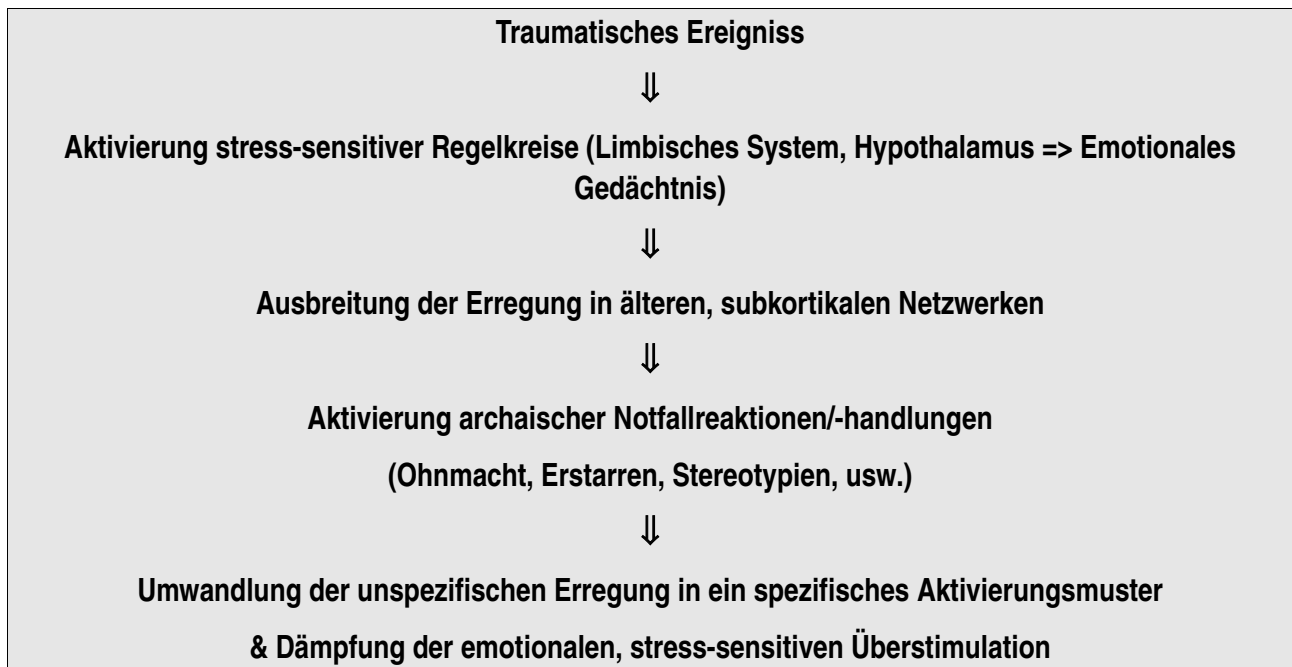 Traumatisches Ereigniss
⇓
Aktivierung stress-sensitiver Regelkreise (Limbisches System, Hypothalamus => Emotionales
Gedächtnis)
⇓
Ausbreitung der Erregung in älteren, subkortikalen Netzwerken
⇓
Aktivierung archaischer Notfallreaktionen/-handlungen
(Ohnmacht, Erstarren, Stereotypien, usw.)
⇓
Umwandlung der unspezifischen Erregung in ein spezifisches Aktivierungsmuster
& Dämpfung der emotionalen, stress-sensitiven Überstimulation